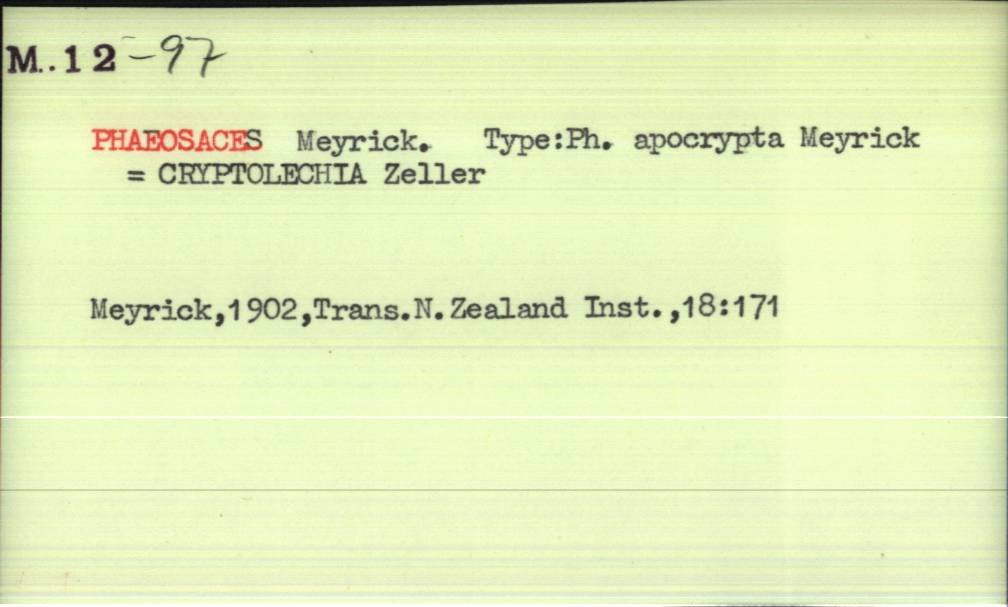 M..12-97
PHAEOSACES Meyrick. Type:Ph. apocrypta Meyrick
= CRYPTOLECHIA Zeller
Meyrick,1902,Trans.N.Zealand Inst.,18:171